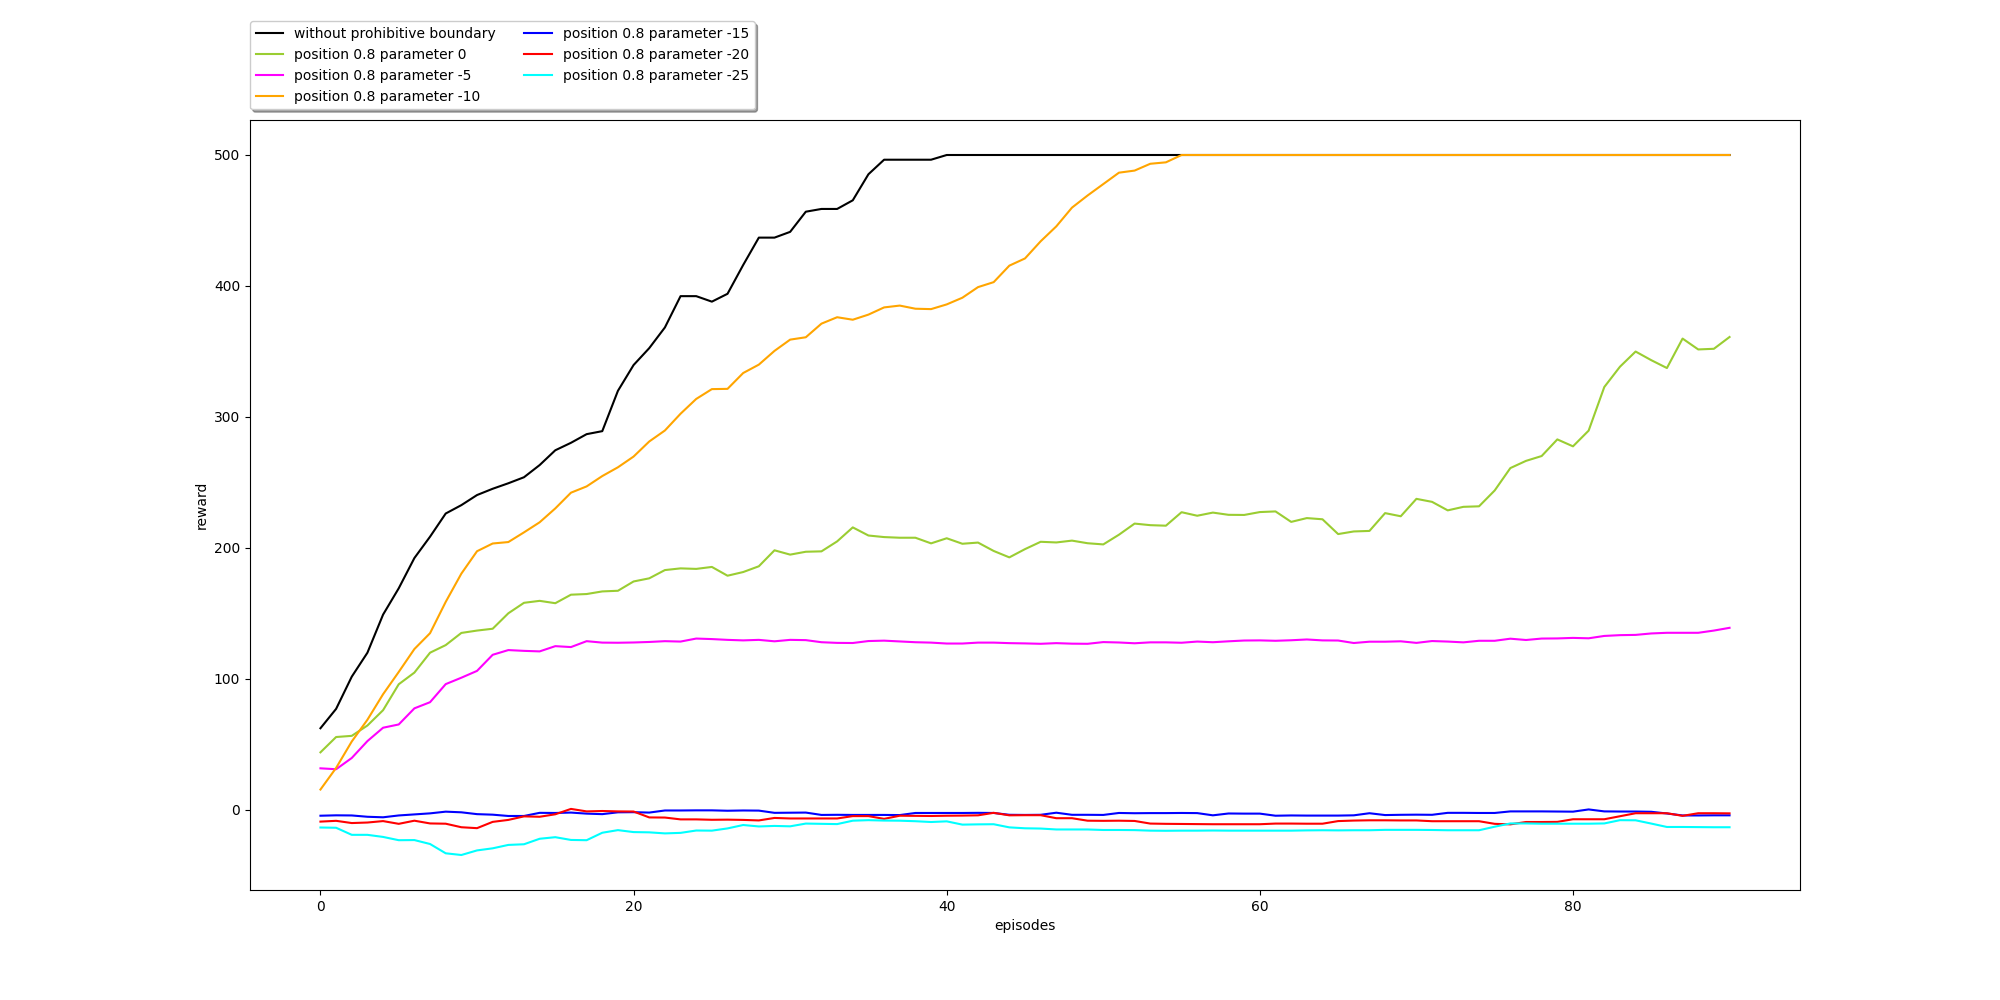 without prohibitive boundary
position 0.8 parameter 0
position 0.8 parameter -5
position 0.8 parameter -10
position 0.8 parameter -15
position 0.8 parameter -20
position 0.8 parameter -25
500
400
300
200
100
0
reward
0 20 40 60 80
episodes